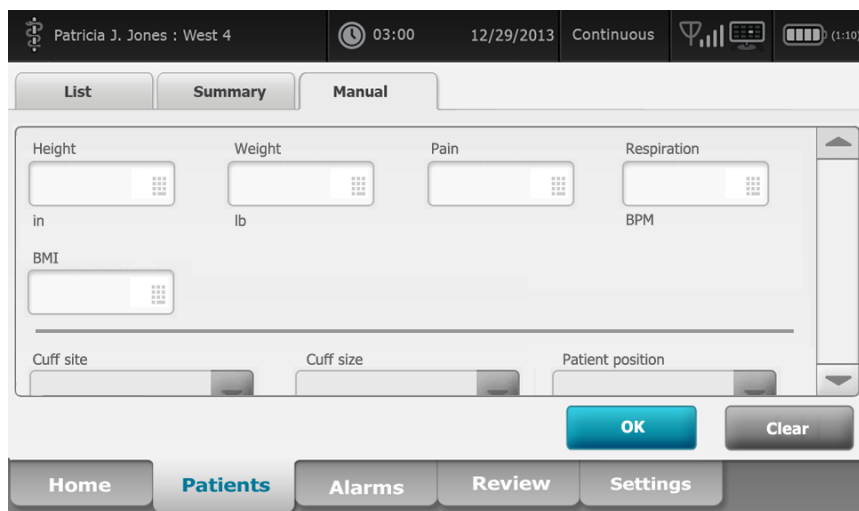 Patricia J. Jones : West 4 03:00 12/29/2013 Continuous (1:10)
List Summary Manual
Height Weight Pain Respiration
in lb BPM
BMI
Cuff site Cuff size Patient position
OK Clear
Home Patients Alarms Review Settings